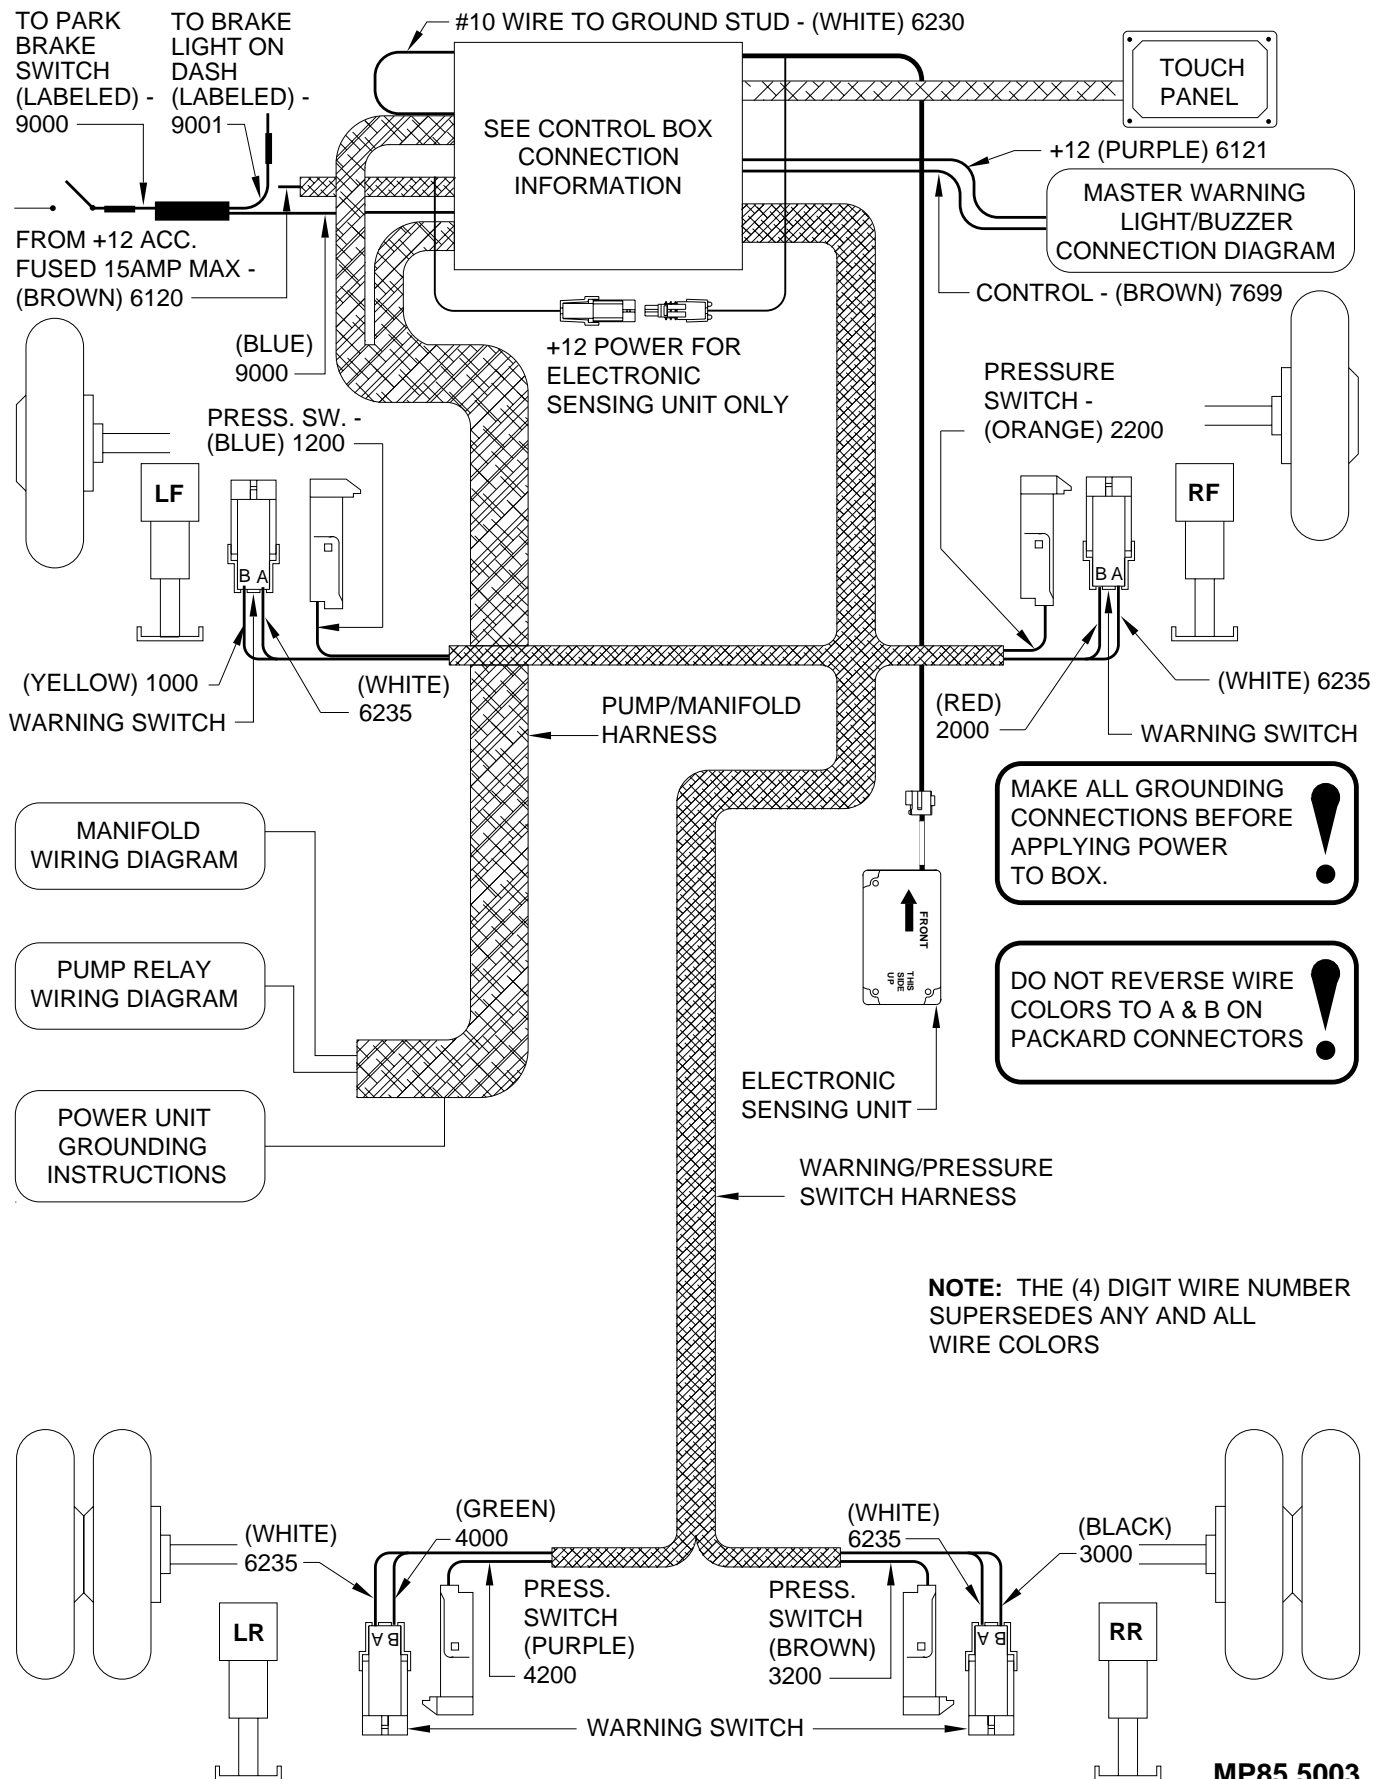 TO PARK
BRAKE
SWITCH
(LABELED) -
9000
TO BRAKE
LIGHT ON
DASH
(LABELED) -
9001
#10 WIRE TO GROUND STUD - (WHITE) 6230
SEE CONTROL BOX
CONNECTION
INFORMATION
TOUCH
PANEL
+12 (PURPLE) 6121
MASTER WARNING
LIGHT/BUZZER
CONNECTION DIAGRAM
CONTROL - (BROWN) 7699
FROM +12 ACC.
FUSED 15AMP MAX -
(BROWN) 6120
(BLUE)
9000
+12 POWER FOR
ELECTRONIC
SENSING UNIT ONLY
PRESS. SW. -
(BLUE) 1200
PRESSURE
SWITCH -
(ORANGE) 2200
LF
B A
RF
B A
(YELLOW) 1000
WARNING SWITCH
(WHITE)
6235
PUMP/MANIFOLD
HARNESS
(RED)
2000
(WHITE) 6235
WARNING SWITCH
MAKE ALL GROUNDING
CONNECTIONS BEFORE
APPLYING POWER
TO BOX.
!
MANIFOLD
WIRING DIAGRAM
PUMP RELAY
WIRING DIAGRAM
POWER UNIT
GROUNDING
INSTRUCTIONS
FRONT
THIS
SIDE
UP
DO NOT REVERSE WIRE
COLORS TO A & B ON
PACKARD CONNECTORS
!
ELECTRONIC
SENSING UNIT
WARNING/PRESSURE
SWITCH HARNESS
NOTE: THE (4) DIGIT WIRE NUMBER
SUPERSEDES ANY AND ALL
WIRE COLORS
(WHITE)
6235
(GREEN)
4000
(WHITE)
6235
(BLACK)
3000
PRESS.
SWITCH
(PURPLE)
4200
PRESS.
SWITCH
(BROWN)
3200
LR
A B
A B
RR
WARNING SWITCH
MP85.5003